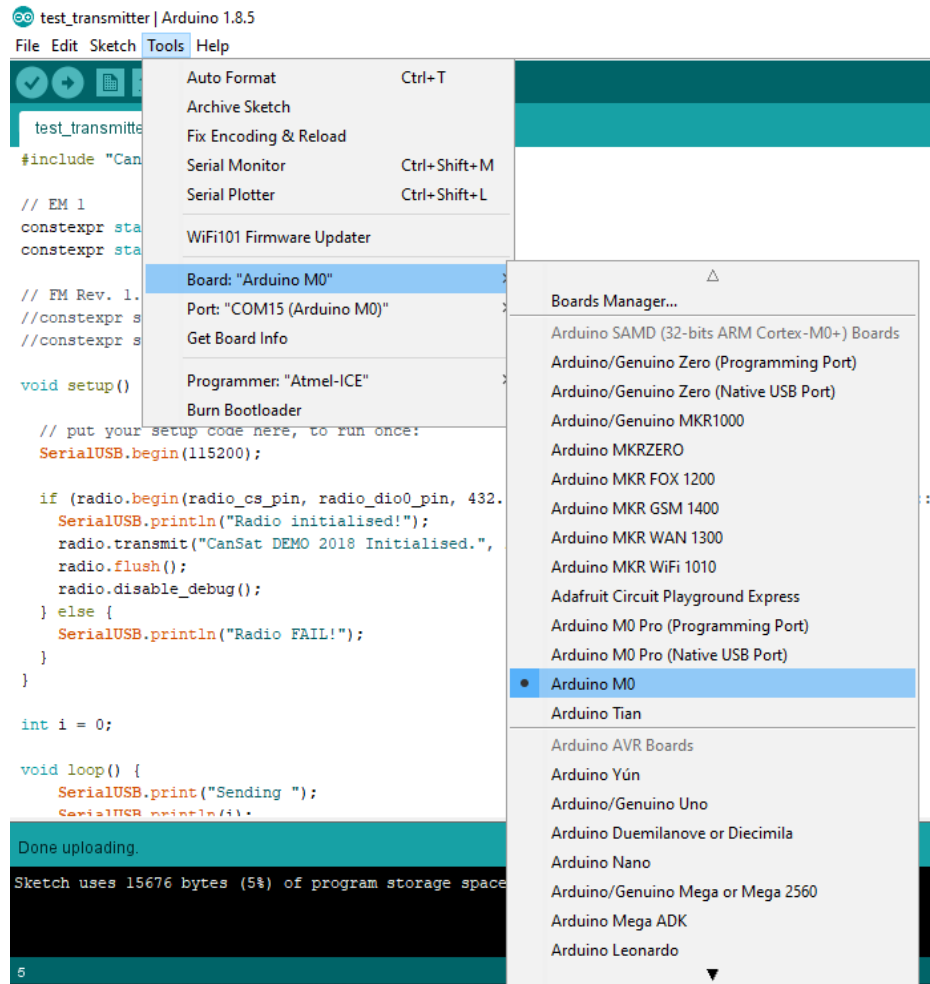 test_transmitter | Arduino 1.8.5
File Edit Sketch Tools Help
test_transmitte
#include "Can
// EM 1
constexpr sta
constexpr sta
// FM Rev. 1.
//constexpr s
//constexpr s
void setup()
// put your setup code here, to run once:
SerialUSB.begin(115200);
if (radio.begin(radio_cs_pin, radio_dio0_pin, 432.
SerialUSB.println("Radio initialised!");
radio.transmit("CanSat DEMO 2018 Initialised.",
radio.flush();
radio.disable_debug();
} else {
SerialUSB.println("Radio FAIL!");
}
}
int i = 0;
void loop() {
SerialUSB.print("Sending ");
SerialUSB.println(i);
Done uploading.
Sketch uses 15676 bytes (5%) of program storage space
5
Auto Format Ctrl+T
Archive Sketch
Fix Encoding & Reload
Serial Monitor Ctrl+Shift+M
Serial Plotter Ctrl+Shift+L
WiFi101 Firmware Updater
Board: "Arduino M0"
Port: "COM15 (Arduino M0)"
Get Board Info
Programmer: "Atmel-ICE"
Burn Bootloader
Boards Manager...
Arduino SAMD (32-bits ARM Cortex-M0+) Boards
Arduino/Genuino Zero (Programming Port)
Arduino/Genuino Zero (Native USB Port)
Arduino/Genuino MKR1000
Arduino MKRZERO
Arduino MKR FOX 1200
Arduino MKR GSM 1400
Arduino MKR WAN 1300
Arduino MKR WiFi 1010
Adafruit Circuit Playground Express
Arduino M0 Pro (Programming Port)
Arduino M0 Pro (Native USB Port)
Arduino M0
Arduino Tian
Arduino AVR Boards
Arduino Yún
Arduino/Genuino Uno
Arduino Duemilanove or Diecimila
Arduino Nano
Arduino/Genuino Mega or Mega 2560
Arduino Mega ADK
Arduino Leonardo